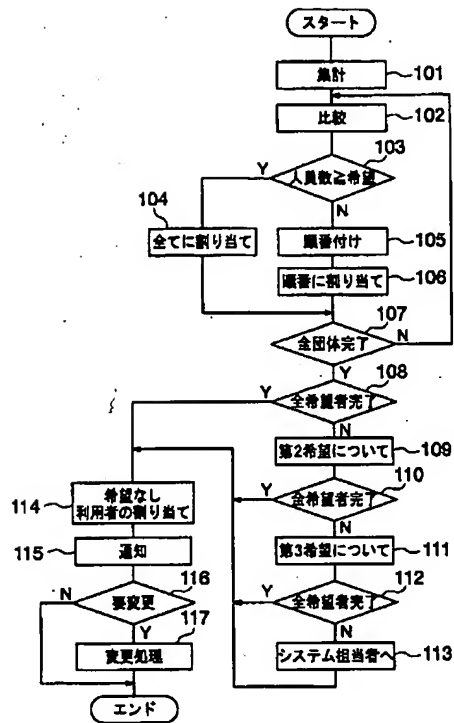 スタート
集計
101
比較
102
103
Y
人員数≧希望
104
N
全てに割り当て
順番付け
105
順番に割り当て
106
107
全団体完了
N
Y
108
Y
全希望者完了
N
第2希望について
109
110
Y
全希望者完了
N
114
希望なし
利用者の割り当て
第3希望について
111
115
通知
112
116
Y
全希望者完了
N
要変更
N
117
Y
変更処理
システム担当者へ
113
エンド